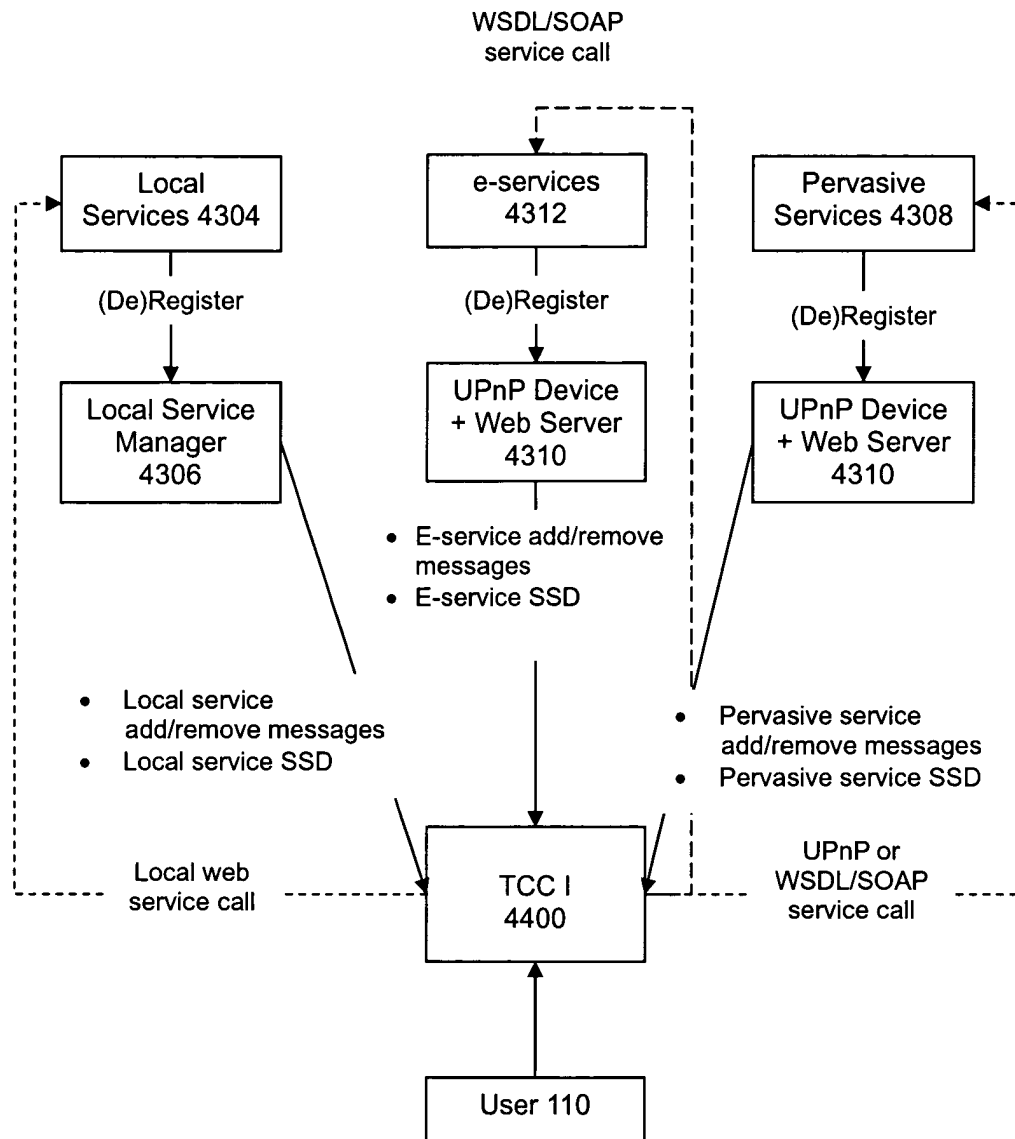 WSDL/SOAP
service call
Local
Services 4304
e-services
4312
Pervasive
Services 4308
(De)Register
(De)Register
(De)Register
Local Service
Manager
4306
UPnP Device
+ Web Server
4310
UPnP Device
+ Web Server
4310
• E-service add/remove
messages
• E-service SSD
• Local service
add/remove messages
• Local service SSD
• Pervasive service
add/remove messages
• Pervasive service SSD
Local web
service call
TCC I
4400
UPnP or
WSDL/SOAP
service call
User 110